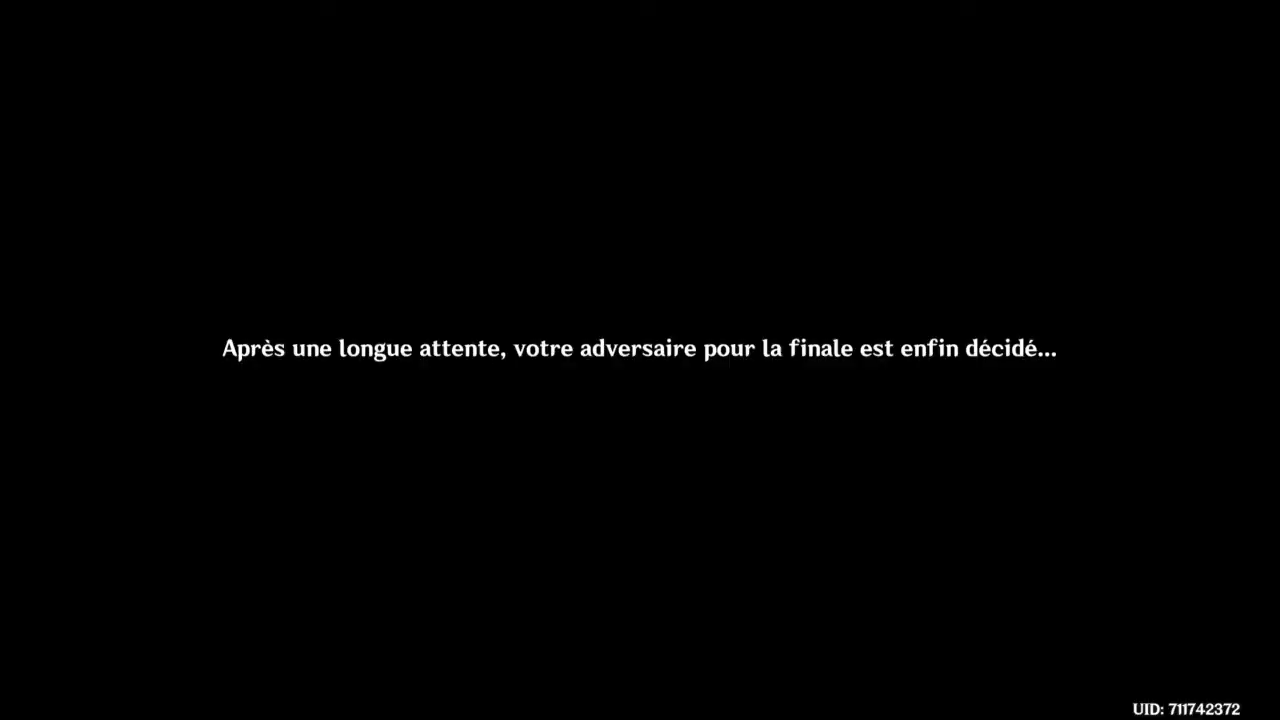 Après une longue attente, votre adversaire pour la finale est enfin décidé...
UID: 711742372